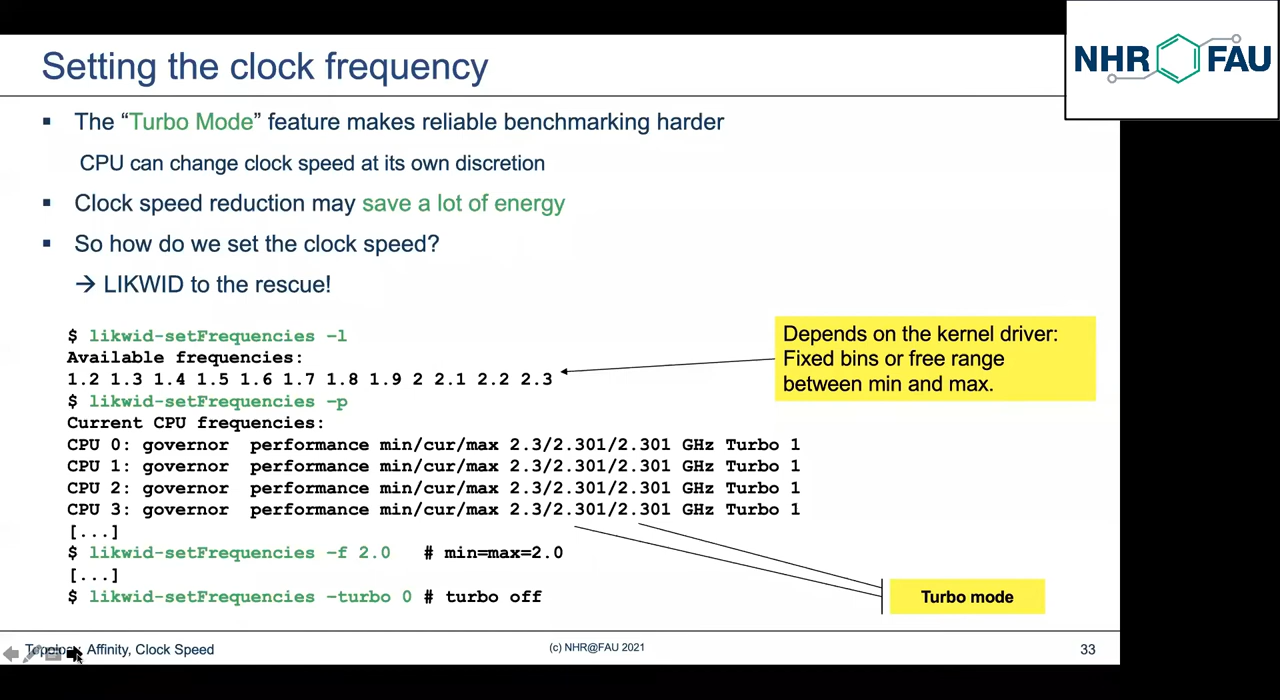 NHR FAU
Setting the clock frequency
▪ The “Turbo Mode” feature makes reliable benchmarking harder
CPU can change clock speed at its own discretion
▪ Clock speed reduction may save a lot of energy
▪ So how do we set the clock speed?
→ LIKWID to the rescue!
$ likwid-setFrequencies –l
Available frequencies:
1.2 1.3 1.4 1.5 1.6 1.7 1.8 1.9 2 2.1 2.2 2.3
$ likwid-setFrequencies –p
Current CPU frequencies:
CPU 0: governor performance min/cur/max 2.3/2.301/2.301 GHz Turbo 1
CPU 1: governor performance min/cur/max 2.3/2.301/2.301 GHz Turbo 1
CPU 2: governor performance min/cur/max 2.3/2.301/2.301 GHz Turbo 1
CPU 3: governor performance min/cur/max 2.3/2.301/2.301 GHz Turbo 1
[...]
$ likwid-setFrequencies –f 2.0 # min=max=2.0
[...]
$ likwid-setFrequencies –turbo 0 # turbo off
Depends on the kernel driver:
Fixed bins or free range
between min and max.
Turbo mode
Topology, Affinity, Clock Speed
(c) NHR@FAU 2021
33